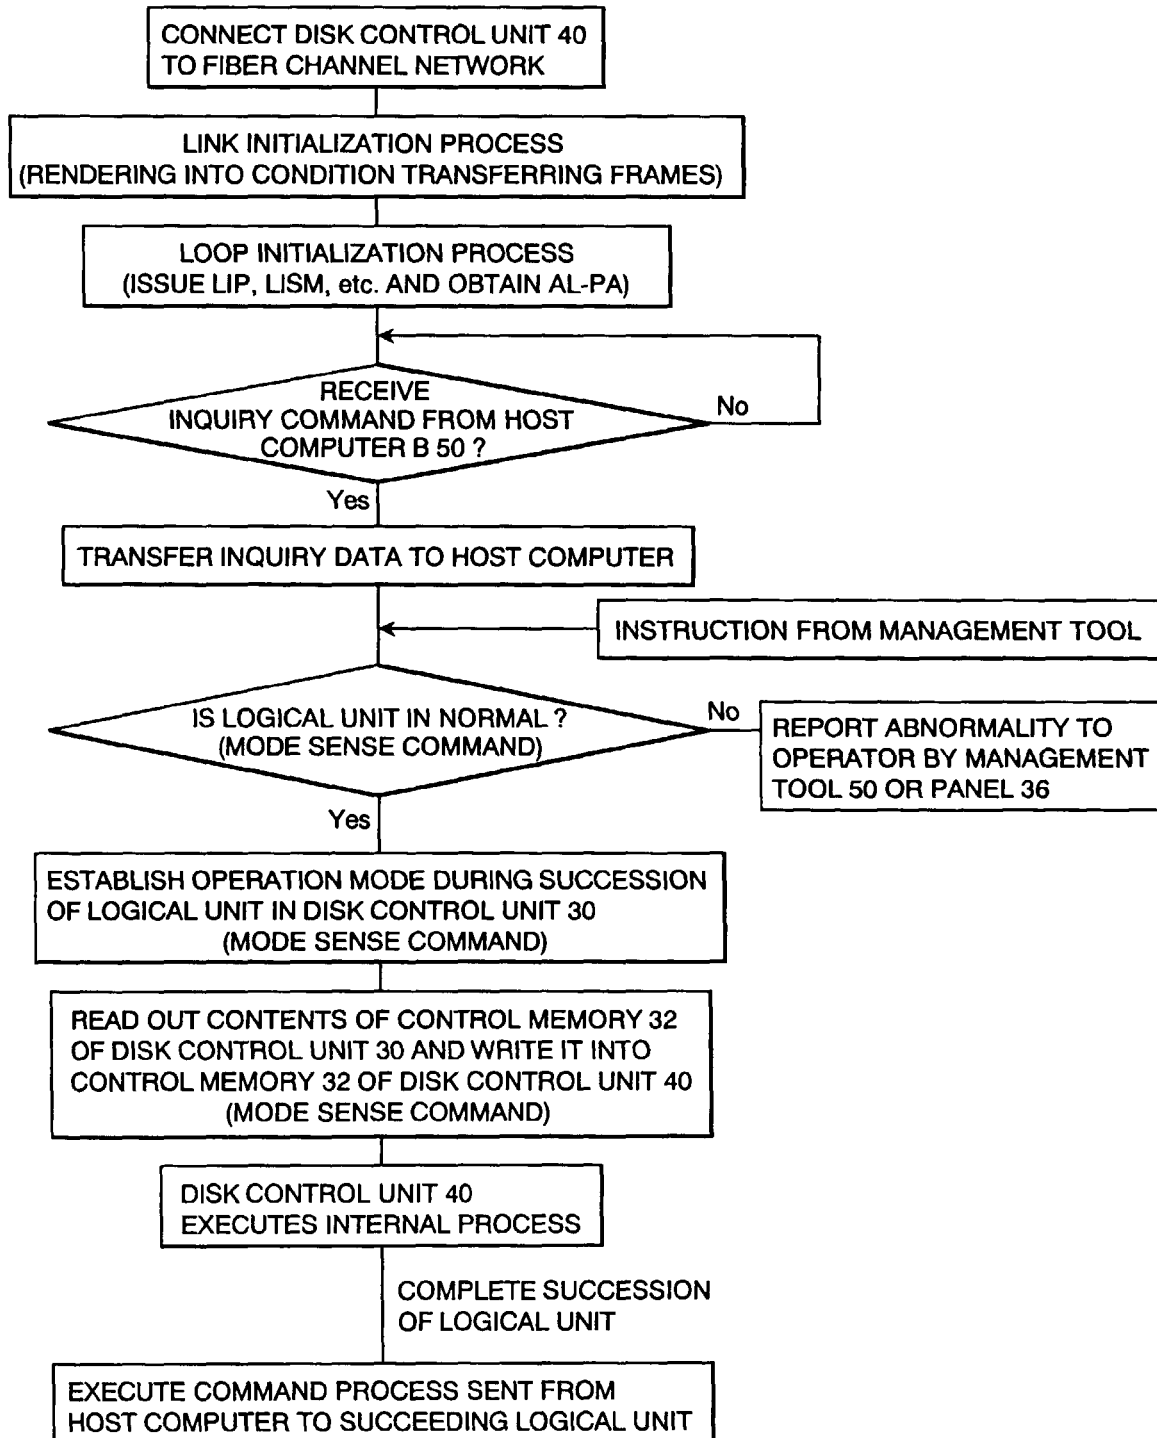 CONNECT DISK CONTROL UNIT 40
TO FIBER CHANNEL NETWORK
LINK INITIALIZATION PROCESS
(RENDERING INTO CONDITION TRANSFERRING FRAMES)
LOOP INITIALIZATION PROCESS
(ISSUE LIP, LISM, etc. AND OBTAIN AL-PA)
RECEIVE
INQUIRY COMMAND FROM HOST
COMPUTER B 50 ?
No
Yes
TRANSFER INQUIRY DATA TO HOST COMPUTER
INSTRUCTION FROM MANAGEMENT TOOL
IS LOGICAL UNIT IN NORMAL ?
(MODE SENSE COMMAND)
No
REPORT ABNORMALITY TO
OPERATOR BY MANAGEMENT
TOOL 50 OR PANEL 36
Yes
ESTABLISH OPERATION MODE DURING SUCCESSION
OF LOGICAL UNIT IN DISK CONTROL UNIT 30
(MODE SENSE COMMAND)
READ OUT CONTENTS OF CONTROL MEMORY 32
OF DISK CONTROL UNIT 30 AND WRITE IT INTO
CONTROL MEMORY 32 OF DISK CONTROL UNIT 40
(MODE SENSE COMMAND)
DISK CONTROL UNIT 40
EXECUTES INTERNAL PROCESS
COMPLETE SUCCESSION
OF LOGICAL UNIT
EXECUTE COMMAND PROCESS SENT FROM
HOST COMPUTER TO SUCCEEDING LOGICAL UNIT